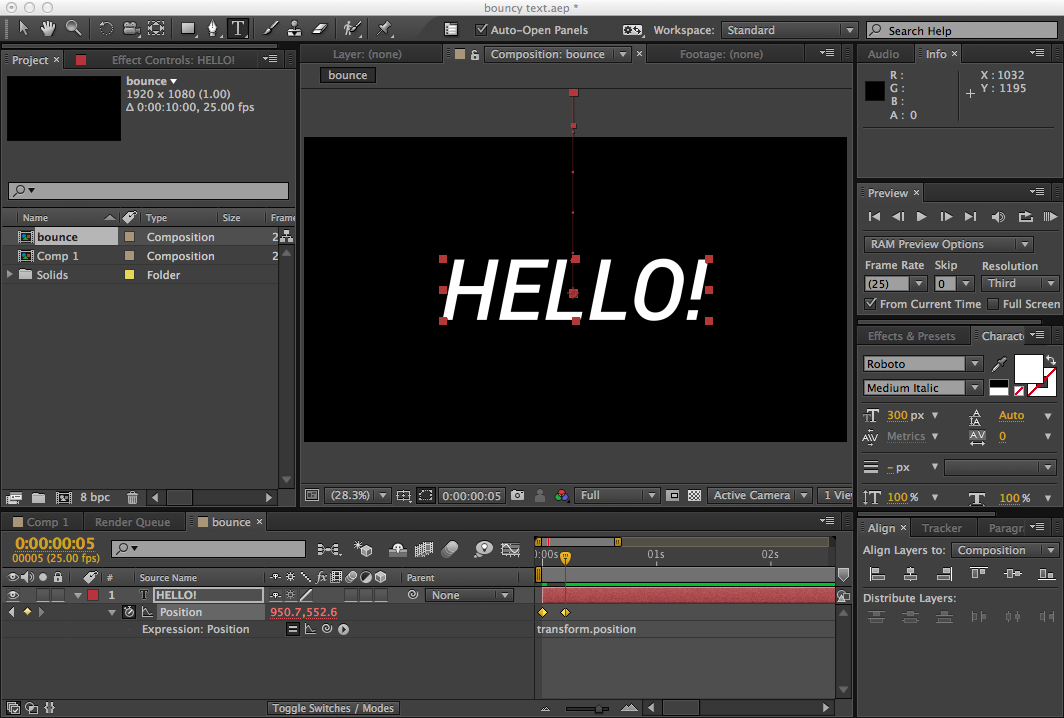 bouncy text.aep *
Auto-Open Panels
Workspace: Standard
Search Help
Project ×
Effect Controls: HELLO!
bounce
1920 x 1080 (1.00)
Δ 0:00:10:00, 25.00 fps
Name Type Size Frame
bounce Composition 2
Comp 1 Composition 2
Solids Folder
8 bpc
Layer: (none)
Composition: bounce ×
Footage: (none)
bounce
HELLO!
(28.3%)
0:00:00:05
Full
Active Camera
1 Vie
Audio
Info ×
R :
G :
B :
A : 0
X : 1032
Y : 1195
Preview ×
RAM Preview Options
Frame Rate Skip Resolution
(25) 0 Third
From Current Time Full Screen
Effects & Presets
Charact
Roboto
Medium Italic
300 px Auto
Metrics 0
- px
100 % 100 %
Comp 1
Render Queue
bounce ×
0:00:00:05
00005 (25.00 fps)
# Source Name
fx
Parent
0:00s 01s 02s
1 T HELLO!
None
Position 950.7,552.6
Expression: Position
transform.position
Toggle Switches / Modes
Align ×
Tracker
Paragr
Align Layers to: Composition
Distribute Layers: